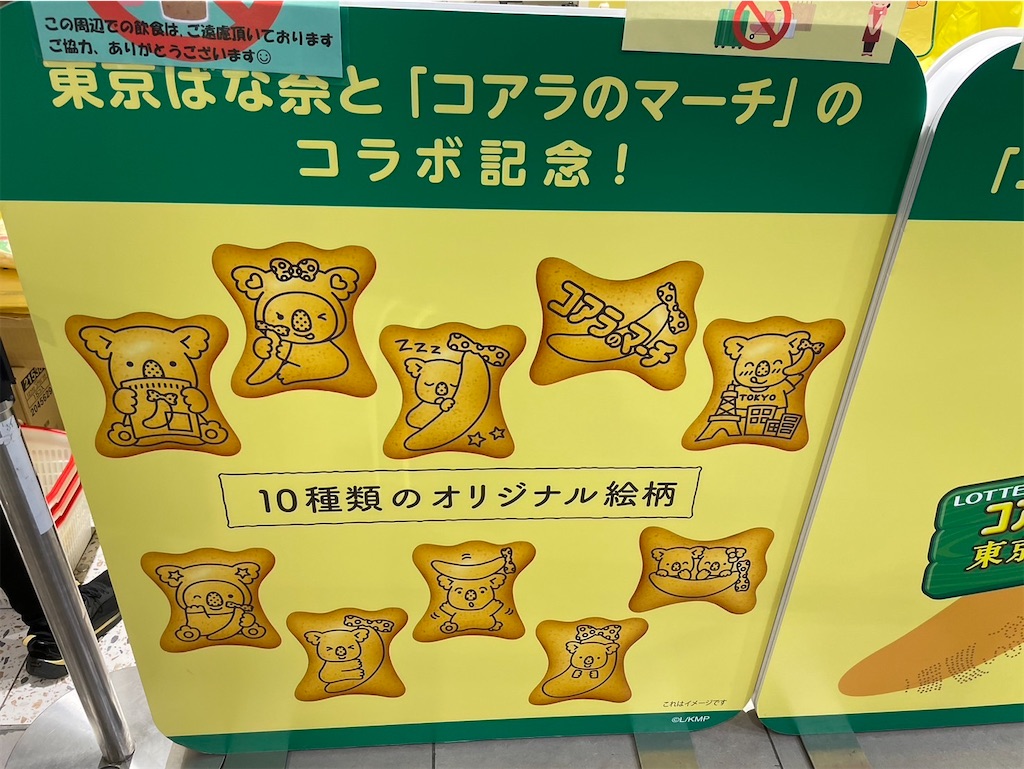 この周辺での飲食は、ご遠慮頂いております
ご協力、ありがとうございます☺
東京ばな奈と「コアラのマーチ」の
コラボ記念！
コアラ
の
マーチ
ZZZ
TOKYO
10種類のオリジナル絵柄
これはイメージです
©L/KMP
LOTTE
コア
東京